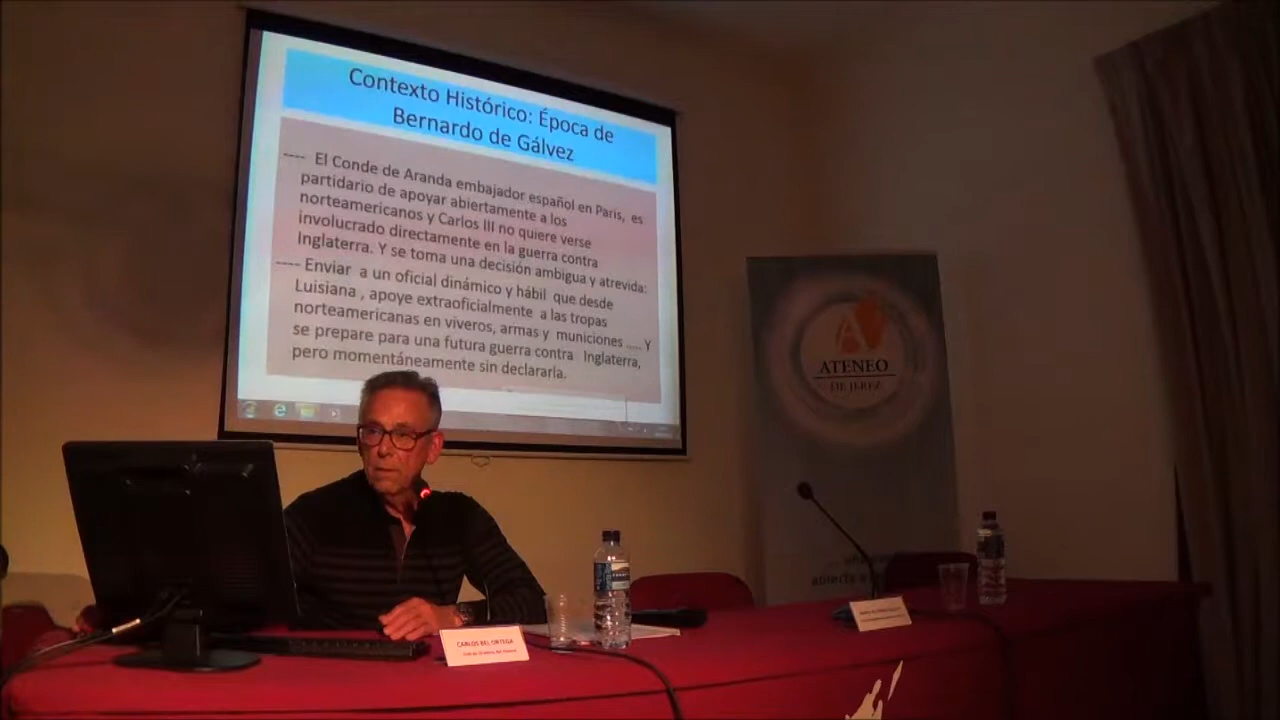 Contexto Histórico: Época de
Bernardo de Gálvez
---- El Conde de Aranda embajador español en París, es
partidario de apoyar abiertamente a los
norteamericanos y Carlos III no quiere verse
involucrado directamente en la guerra contra
Inglaterra. Y se toma una decisión ambigua y atrevida:
---- Enviar a un oficial dinámico y hábil que desde
Luisiana , apoye extraoficialmente a las tropas
norteamericanas en viveros, armas y municiones ..... Y
se prepare para una futura guerra contra Inglaterra,
pero momentáneamente sin declararla.
ATENEO
DE JEREZ
CARLOS BEL ORTEGA